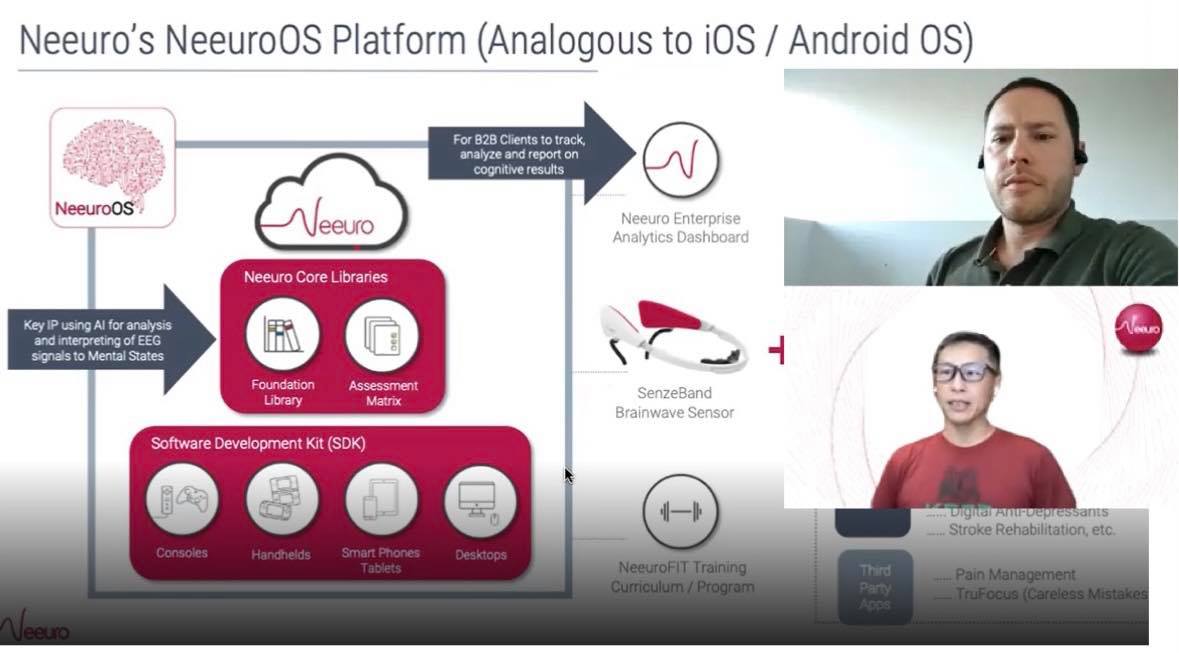 Neeuro's NeeuroOS Platform (Analogous to iOS / Android OS)
NeeuroOS
For B2B Clients to track,
analyze and report on
cognitive results
Neeuro
Neeuro Enterprise
Analytics Dashboard
Key IP using AI for analysis
and interpreting of EEG
signals to Mental States
Neeuro Core Libraries
Foundation
Library
Assessment
Matrix
SenzeBand
Brainwave Sensor
Software Development Kit (SDK)
Consoles
Handhelds
Smart Phones
Tablets
Desktops
NeeuroFIT Training
Curriculum / Program
Neeuro
...... Digital Anti-Depressants
...... Stroke Rehabilitation, etc.
Third
Party
Apps
...... Pain Management
...... TruFocus (Careless Mistakes
Neeuro